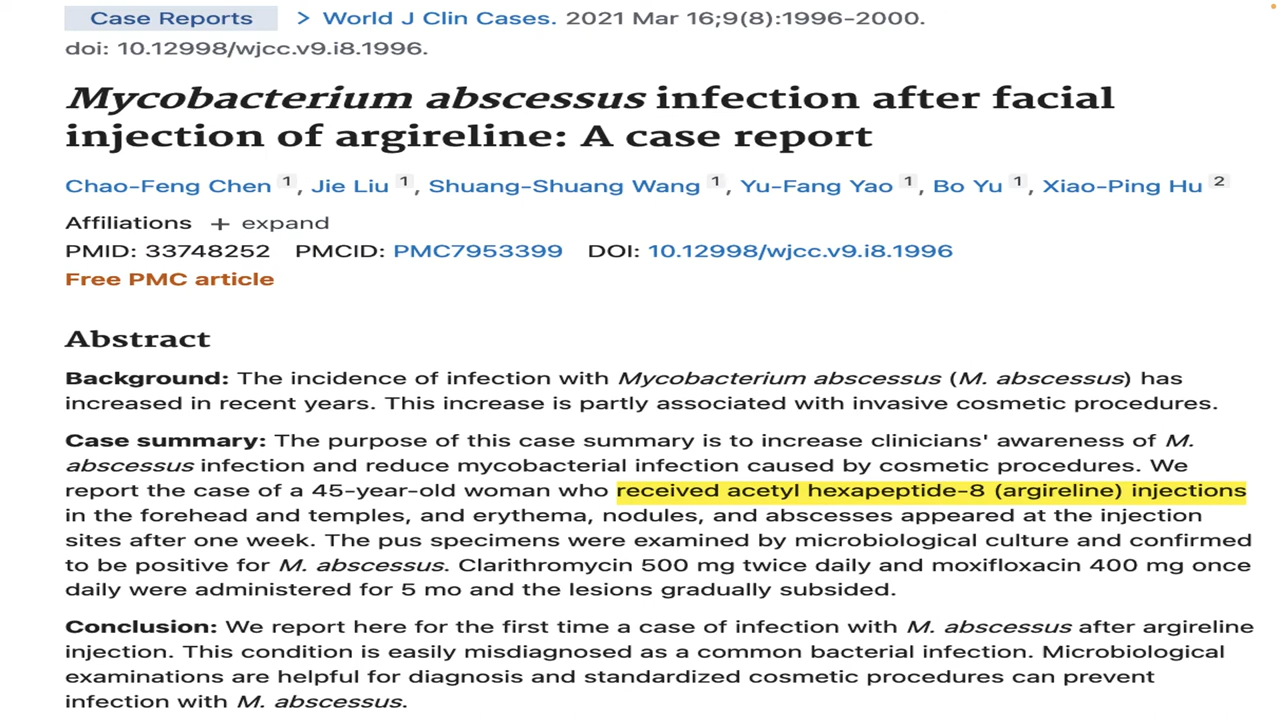 Case Reports > World J Clin Cases. 2021 Mar 16;9(8):1996-2000.
doi: 10.12998/wjcc.v9.i8.1996.
Mycobacterium abscessus infection after facial
injection of argireline: A case report
Chao-Feng Chen 1, Jie Liu 1, Shuang-Shuang Wang 1, Yu-Fang Yao 1, Bo Yu 1, Xiao-Ping Hu 2
Affiliations + expand
PMID: 33748252 PMCID: PMC7953399 DOI: 10.12998/wjcc.v9.i8.1996
Free PMC article
Abstract
Background: The incidence of infection with Mycobacterium abscessus (M. abscessus) has
increased in recent years. This increase is partly associated with invasive cosmetic procedures.
Case summary: The purpose of this case summary is to increase clinicians' awareness of M.
abscessus infection and reduce mycobacterial infection caused by cosmetic procedures. We
report the case of a 45-year-old woman who received acetyl hexapeptide-8 (argireline) injections
in the forehead and temples, and erythema, nodules, and abscesses appeared at the injection
sites after one week. The pus specimens were examined by microbiological culture and confirmed
to be positive for M. abscessus. Clarithromycin 500 mg twice daily and moxifloxacin 400 mg once
daily were administered for 5 mo and the lesions gradually subsided.
Conclusion: We report here for the first time a case of infection with M. abscessus after argireline
injection. This condition is easily misdiagnosed as a common bacterial infection. Microbiological
examinations are helpful for diagnosis and standardized cosmetic procedures can prevent
infection with M. abscessus.